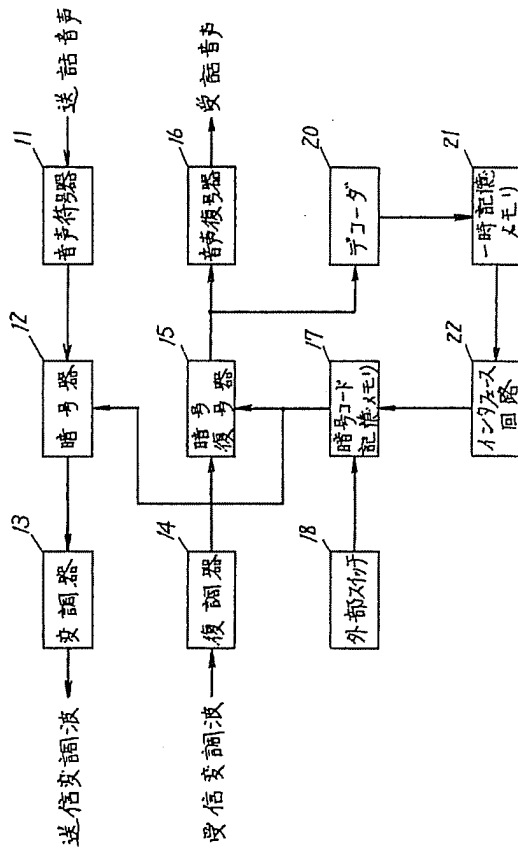 送信変調波
13
変調器
12
暗号器
11
音声符号器
送話音声
受信変調波
14
復調器
15
暗号
復号器
16
音声復号器
受話音声
18
外部スイッチ
17
暗号コード
記憶メモリ
20
デコーダ
22
インタフェース
回路
21
一時記憶
メモリ